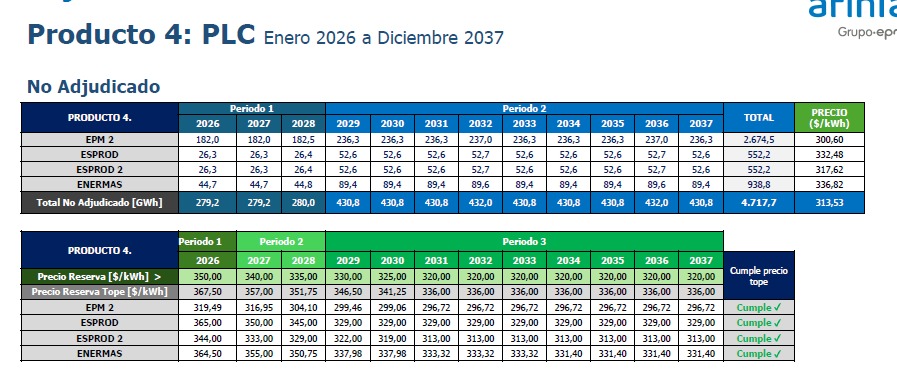 afinia
Grupo·epm
Producto 4: PLC Enero 2026 a Diciembre 2037
No Adjudicado
PRODUCTO 4. Periodo 1 Periodo 2 TOTAL PRECIO ($/kWh)
2026 2027 2028 2029 2030 2031 2032 2033 2034 2035 2036 2037
EPM 2 182,0 182,0 182,5 236,3 236,3 236,3 237,0 236,3 236,3 236,3 237,0 236,3 2.674,5 300,60
ESPROD 26,3 26,3 26,4 52,6 52,6 52,6 52,7 52,6 52,6 52,6 52,7 52,6 552,2 332,48
ESPROD 2 26,3 26,3 26,4 52,6 52,6 52,6 52,7 52,6 52,6 52,6 52,7 52,6 552,2 317,62
ENERMAS 44,7 44,7 44,8 89,4 89,4 89,4 89,6 89,4 89,4 89,4 89,6 89,4 938,8 336,82
Total No Adjudicado [GWh] 279,2 279,2 280,0 430,8 430,8 430,8 432,0 430,8 430,8 430,8 432,0 430,8 4.717,7 313,53
PRODUCTO 4. Periodo 1 Periodo 2 Periodo 3
2026 2027 2028 2029 2030 2031 2032 2033 2034 2035 2036 2037 Cumple precio tope
Precio Reserva [$/kWh] > 350,00 340,00 335,00 330,00 325,00 320,00 320,00 320,00 320,00 320,00 320,00 320,00
Precio Reserva Tope [$/kWh] 367,50 357,00 351,75 346,50 341,25 336,00 336,00 336,00 336,00 336,00 336,00 336,00
EPM 2 319,49 316,95 304,10 299,46 299,06 296,72 296,72 296,72 296,72 296,72 296,72 296,72 Cumple ✓
ESPROD 365,00 350,00 345,00 329,00 329,00 329,00 329,00 329,00 329,00 329,00 329,00 329,00 Cumple ✓
ESPROD 2 344,00 333,00 329,00 322,00 319,00 313,00 313,00 313,00 313,00 313,00 313,00 313,00 Cumple ✓
ENERMAS 364,50 355,00 350,75 337,98 337,98 333,32 333,32 333,32 331,40 331,40 331,40 331,40 Cumple ✓